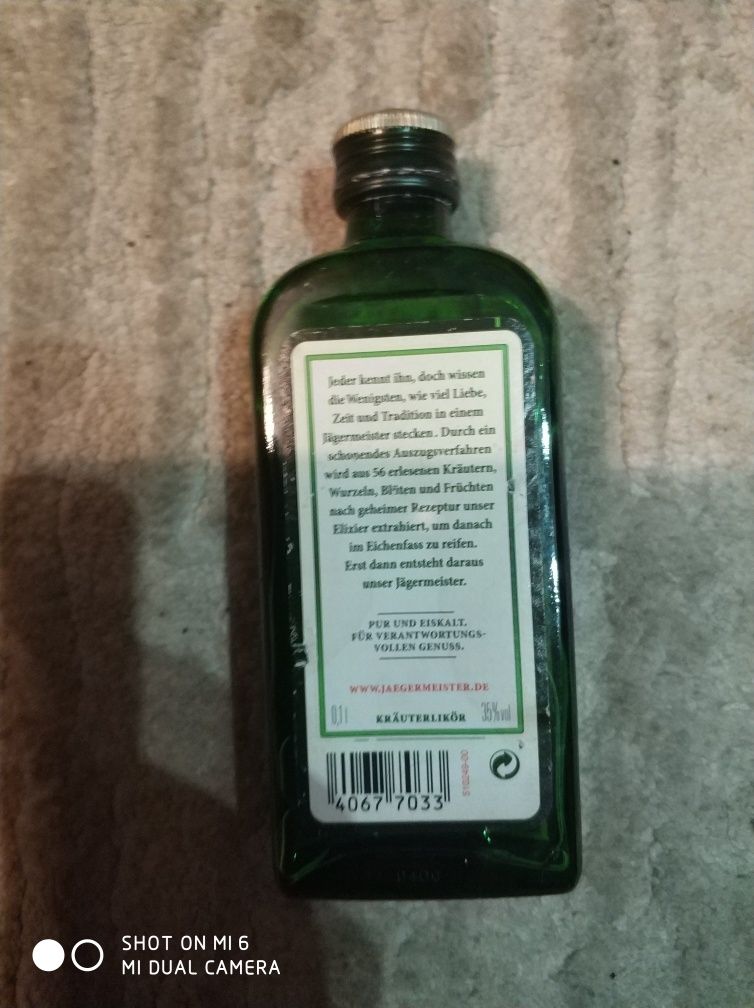 Jeder kennt ihn, doch wissen
die Wenigsten, wie viel Liebe,
Zeit und Tradition in einem
Jägermeister stecken. Durch ein
schonendes Auszugsverfahren
wird aus 56 erlesenen Kräutern,
Wurzeln, Blüten und Früchten
nach geheimer Rezeptur unser
Elixier extrahiert, um danach
im Eichenfass zu reifen.
Erst dann entsteht daraus
unser Jägermeister.
PUR UND EISKALT.
FÜR VERANTWORTUNGS-
VOLLEN GENUSS.
WWW.JAEGERMEISTER.DE
0,1 l KRÄUTERLIKÖR 35% vol
4067 7033
510249-00
SHOT ON MI 6
MI DUAL CAMERA